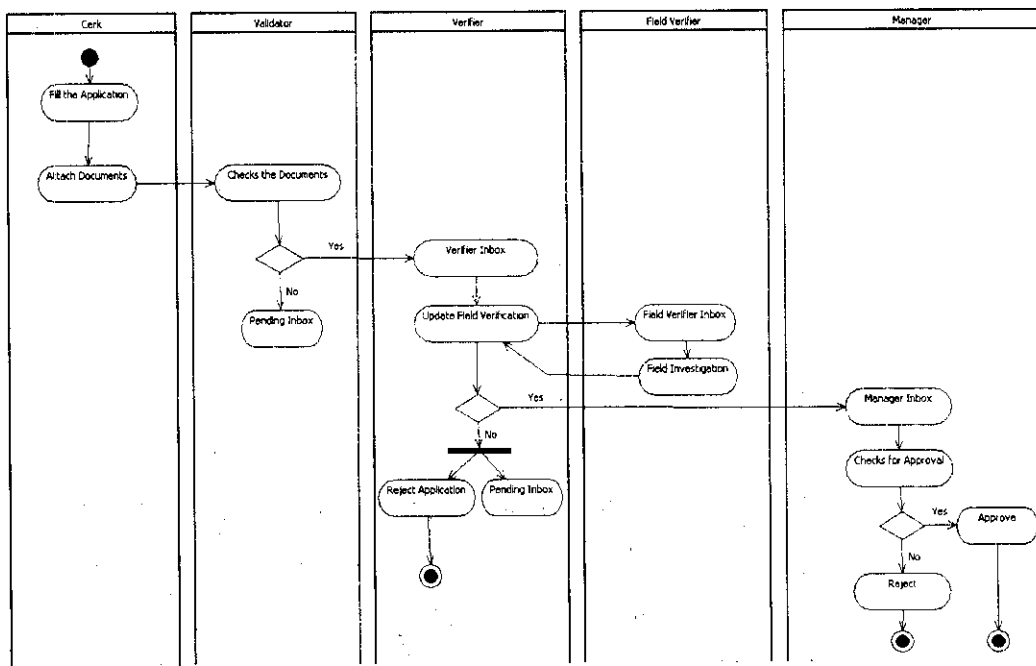 Cerk
Validator
Verifier
Field Verifier
Manager
Fill the Application
Attach Documents
Checks the Documents
Yes
Verifier Inbox
No
Pending Inbox
Update Field Verification
Field Verifier Inbox
Field Investigation
Yes
Manager Inbox
No
Checks for Approval
Reject Application
Pending Inbox
Yes
Approve
No
Reject